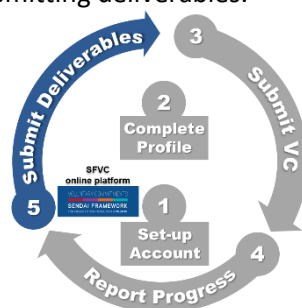 mitting deliverables.
Submit Deliverables
3
Submit VC
2
Complete
Profile
SFVC
online platform
VOLUNTARY COMMITMENTS
SENDAI FRAMEWORK
5
1
Set-up
Account
4
Report Progress